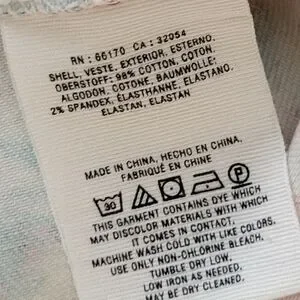 RN : 66170 CA : 32054
SHELL, VESTE, EXTERIOR, ESTERNO,
OBERSTOFF: 98% COTTON, COTON,
ALGODÓN, COTONE, BAUMWOLLE:
2% SPANDEX, ÉLASTHANNE, ELASTANO,
ELASTAN, ELASTAN
MADE IN CHINA, HECHO EN CHINA,
FABRIQUÉ EN CHINE
30
P
THIS GARMENT CONTAINS DYE WHICH
MAY DISCOLOR MATERIALS WITH WHICH
IT COMES IN CONTACT.
MACHINE WASH COLD WITH LIKE COLORS.
USE ONLY NON-CHLORINE BLEACH.
TUMBLE DRY LOW.
LOW IRON AS NEEDED.
MAY BE DRY CLEANED